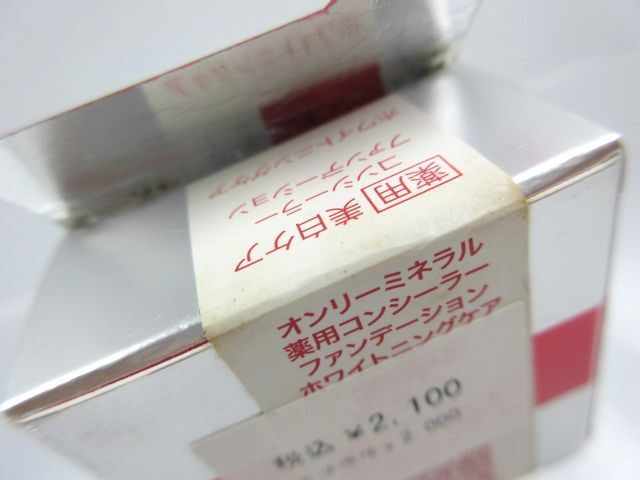 薬用 美白ケア
コンシーラー
ファンデーション
ホワイトニングケア
オンリーミネラル
薬用コンシーラー
ファンデーション
ホワイトニングケア
税込 ¥2,100
¥2,000